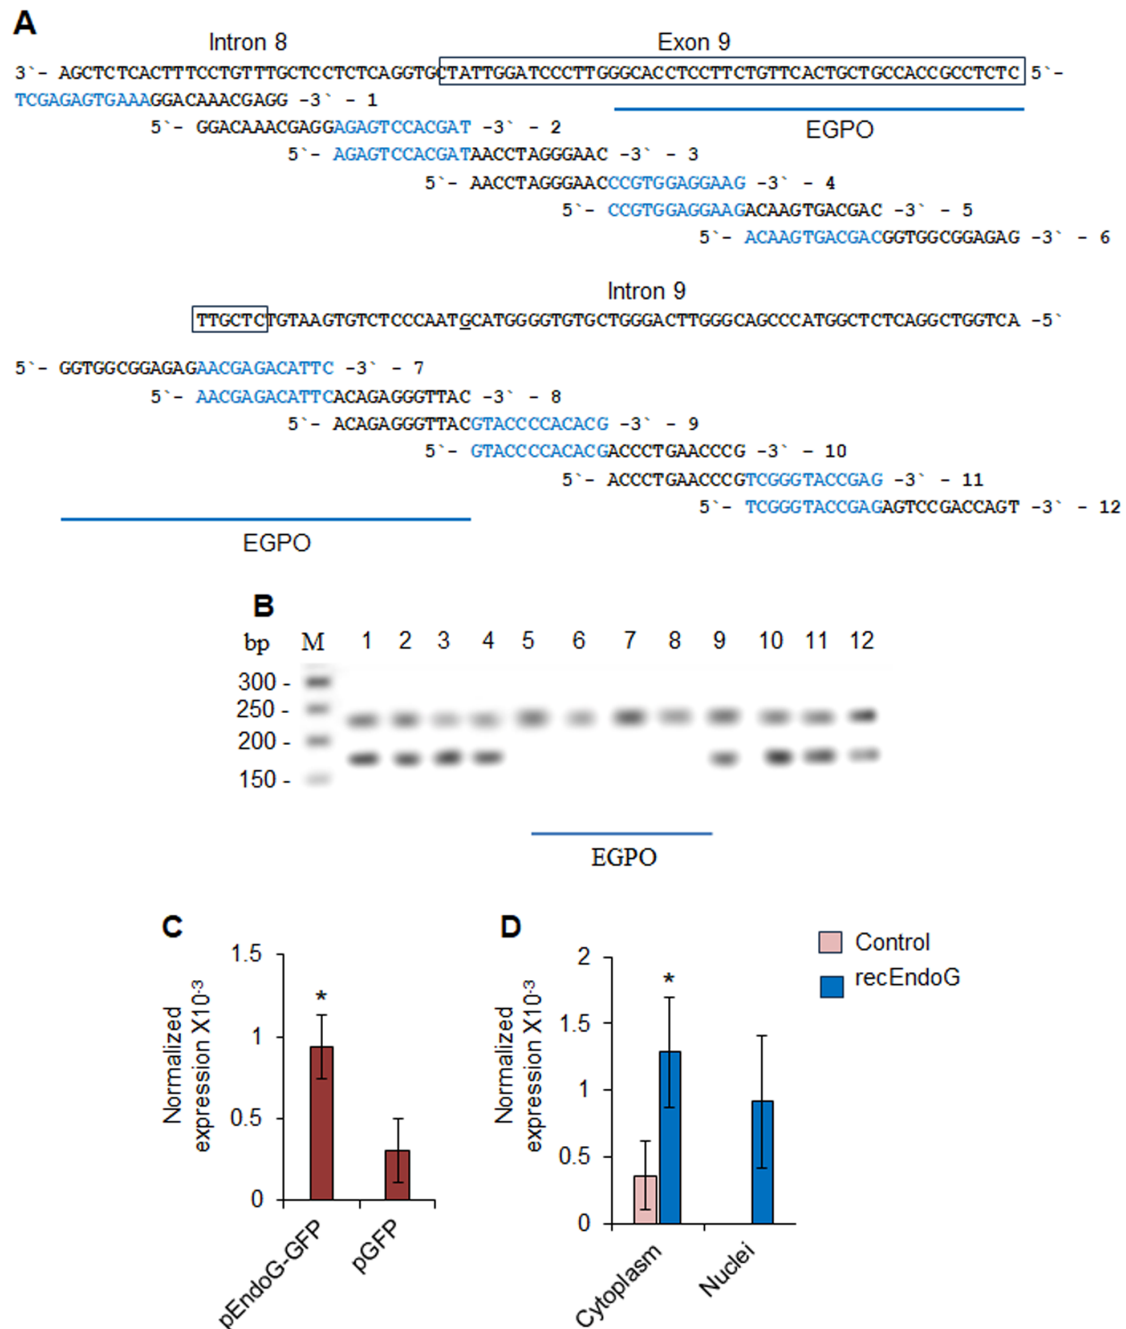 A
Intron 8 Exon 9
3`- AGCTCTCACTTTCCTGTTTGCTCCTCTCAGGTGCTATTGGATCCCTTGGGCACCTCCTTCTGTTCACTGCTGCCACCGCCTCTC 5`-
TCGAGAGTGAAAGGACAAACGAGG -3` - 1
EGPO
5`- GGACAAACGAGGAGAGTCCACGAT -3` - 2
5`- AGAGTCCACGATAACCTAGGGAAC -3` - 3
5`- AACCTAGGGAACCCGTGGAGGAAG -3` - 4
5`- CCGTGGAGGAAGACAAGTGACGAC -3` - 5
5`- ACAAGTGACGACGGTGGCGGAGAG -3` - 6
Intron 9
TTGCTCTGTAAGTGTCTCCCAATGCATGGGGTGTGCTGGGACTTGGGCAGCCCATGGCTCTCAGGCTGGTCA -5`
5`- GGTGGCGGAGAGAACGAGACATTC -3` - 7
5`- AACGAGACATTCACAGAGGGTTAC -3` - 8
5`- ACAGAGGGTTACGTACCCCACACG -3` - 9
5`- GTACCCCACACGACCCTGAACCCG -3` - 10
5`- ACCCTGAACCCGTCGGGTACCGAG -3` - 11
5`- TCGGGTACCGAGAGTCCGACCAGT -3` - 12
EGPO
B
bp M 1 2 3 4 5 6 7 8 9 10 11 12
300 -
250 -
200 -
150 -
EGPO
C
Normalized
expression X10-3
1.5
1
0.5
0
*
pEndoG-GFP
pGFP
D
Normalized
expression X10-3
2
1.5
1
0.5
0
*
Cytoplasm
Nuclei
Control
recEndoG